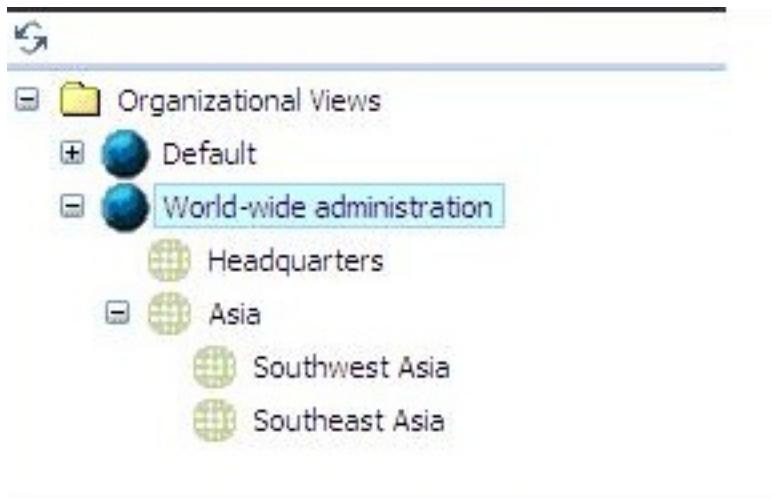 Organizational Views
Default
World-wide administration
Headquarters
Asia
Southwest Asia
Southeast Asia